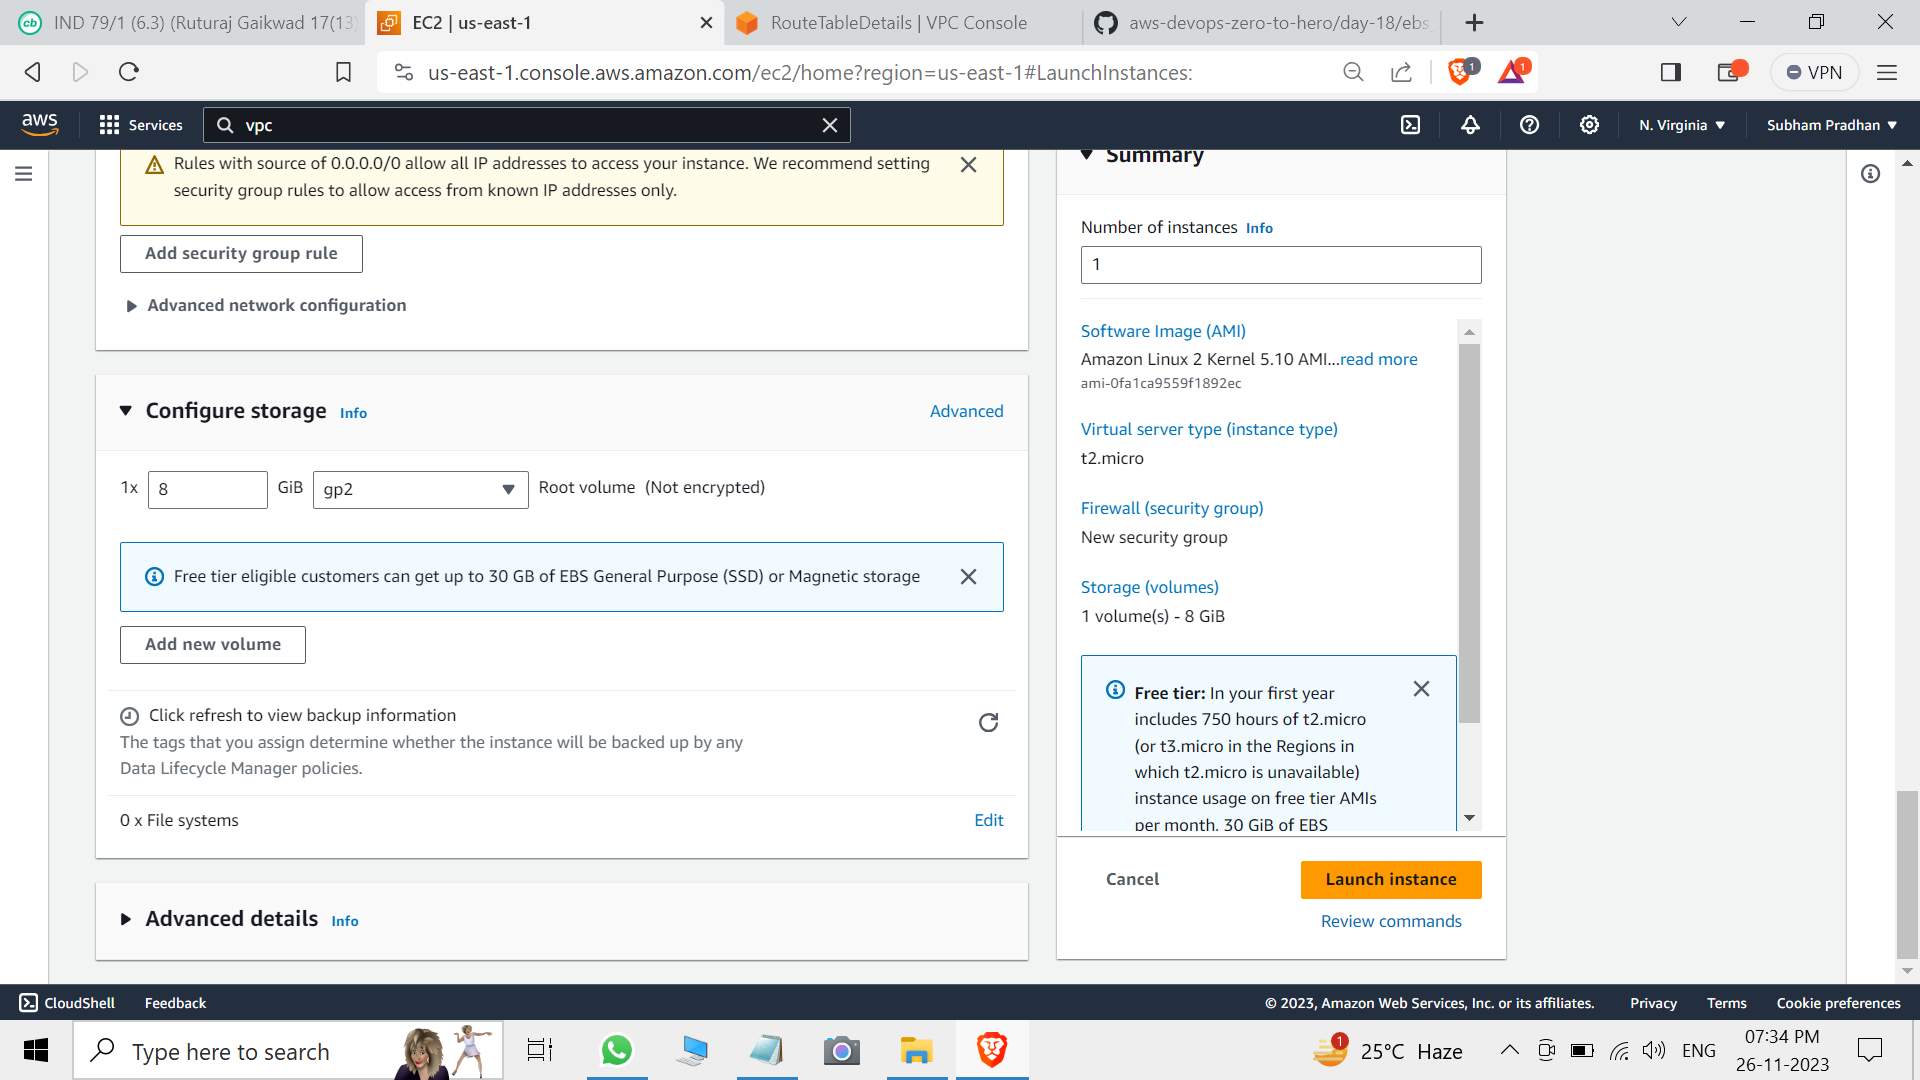 IND 79/1 (6.3) (Ruturaj Gaikwad 17(13)
EC2 | us-east-1
RouteTableDetails | VPC Console
aws-devops-zero-to-hero/day-18/ebs
us-east-1.console.aws.amazon.com/ec2/home?region=us-east-1#LaunchInstances:
1
1
VPN
aws
Services
vpc
N. Virginia
Subham Pradhan
Rules with source of 0.0.0.0/0 allow all IP addresses to access your instance. We recommend setting
security group rules to allow access from known IP addresses only.
Add security group rule
Advanced network configuration
Configure storage Info
Advanced
1x 8 GiB gp2 Root volume (Not encrypted)
Free tier eligible customers can get up to 30 GB of EBS General Purpose (SSD) or Magnetic storage
Add new volume
Click refresh to view backup information
The tags that you assign determine whether the instance will be backed up by any
Data Lifecycle Manager policies.
0 x File systems
Edit
Advanced details Info
Summary
Number of instances Info
1
Software Image (AMI)
Amazon Linux 2 Kernel 5.10 AMI...read more
ami-0fa1ca9559f1892ec
Virtual server type (instance type)
t2.micro
Firewall (security group)
New security group
Storage (volumes)
1 volume(s) - 8 GiB
Free tier: In your first year
includes 750 hours of t2.micro
(or t3.micro in the Regions in
which t2.micro is unavailable)
instance usage on free tier AMIs
per month, 30 GiB of EBS
Cancel
Launch instance
Review commands
CloudShell
Feedback
© 2023, Amazon Web Services, Inc. or its affiliates.
Privacy
Terms
Cookie preferences
Type here to search
1
25°C Haze
ENG
07:34 PM
26-11-2023